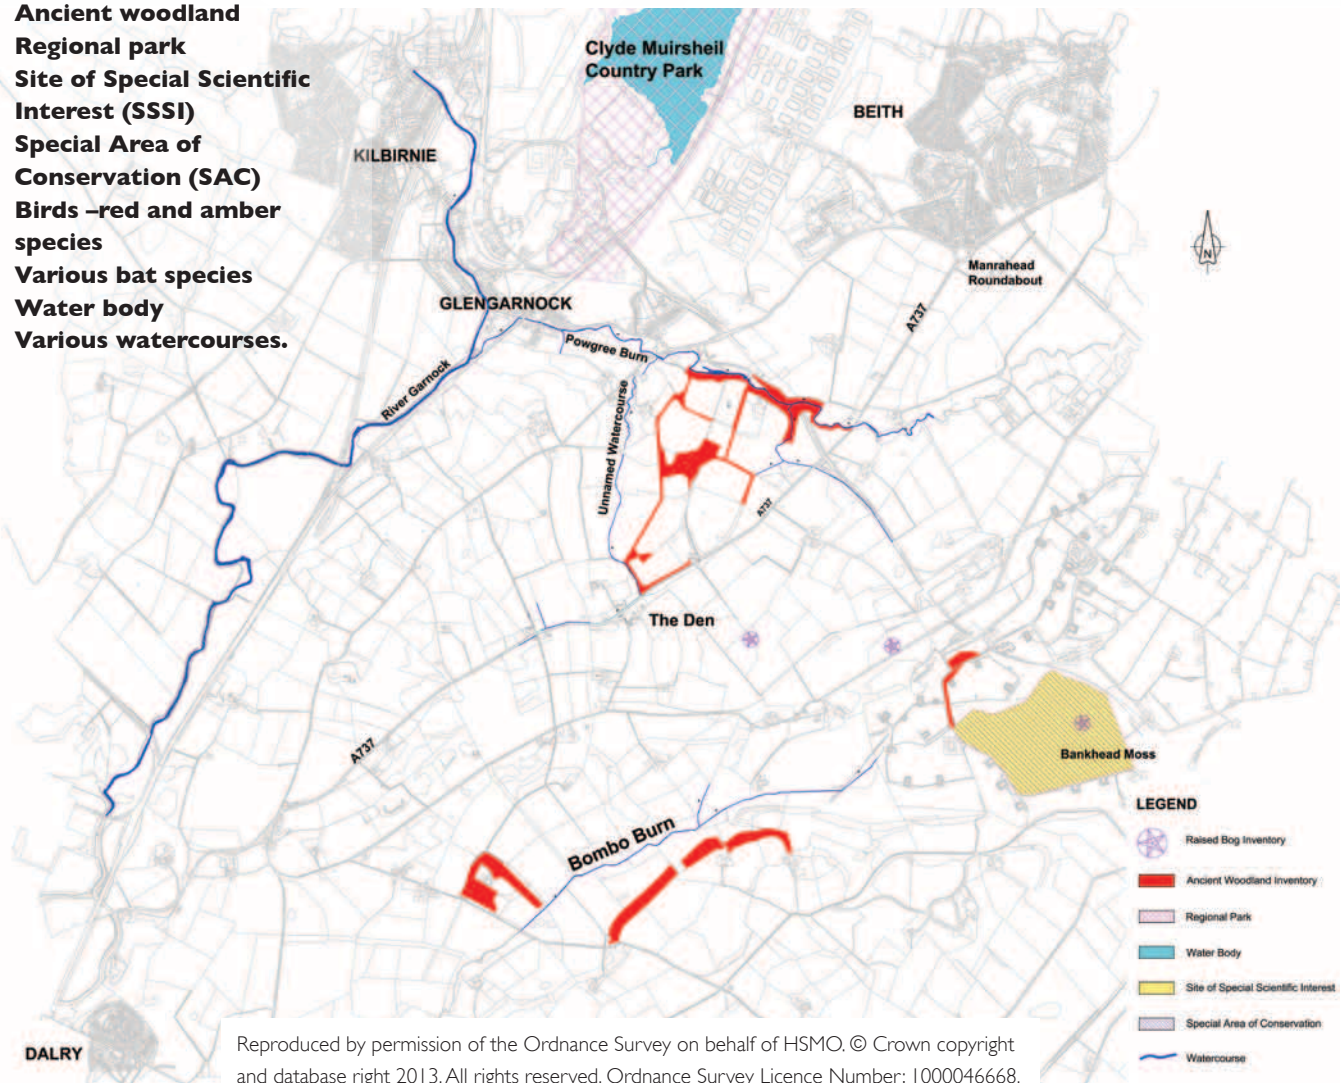 Ancient woodland
Regional park
Site of Special Scientific
Interest (SSSI)
Special Area of
Conservation (SAC)
Birds –red and amber
species
Various bat species
Water body
Various watercourses.
Clyde Muirsheil
Country Park
BEITH
KILBIRNIE
N
Manrahead
Roundabout
GLENGARNOCK
A737
Powgree Burn
River Garnock
Unnamed Watercourse
A737
The Den
A737
Bankhead Moss
Bombo Burn
LEGEND
Raised Bog Inventory
Ancient Woodland Inventory
Regional Park
Water Body
Site of Special Scientific Interest
Special Area of Conservation
Watercourse
DALRY
Reproduced by permission of the Ordnance Survey on behalf of HSMO. © Crown copyright
and database right 2013. All rights reserved. Ordnance Survey Licence Number: 1000046668.